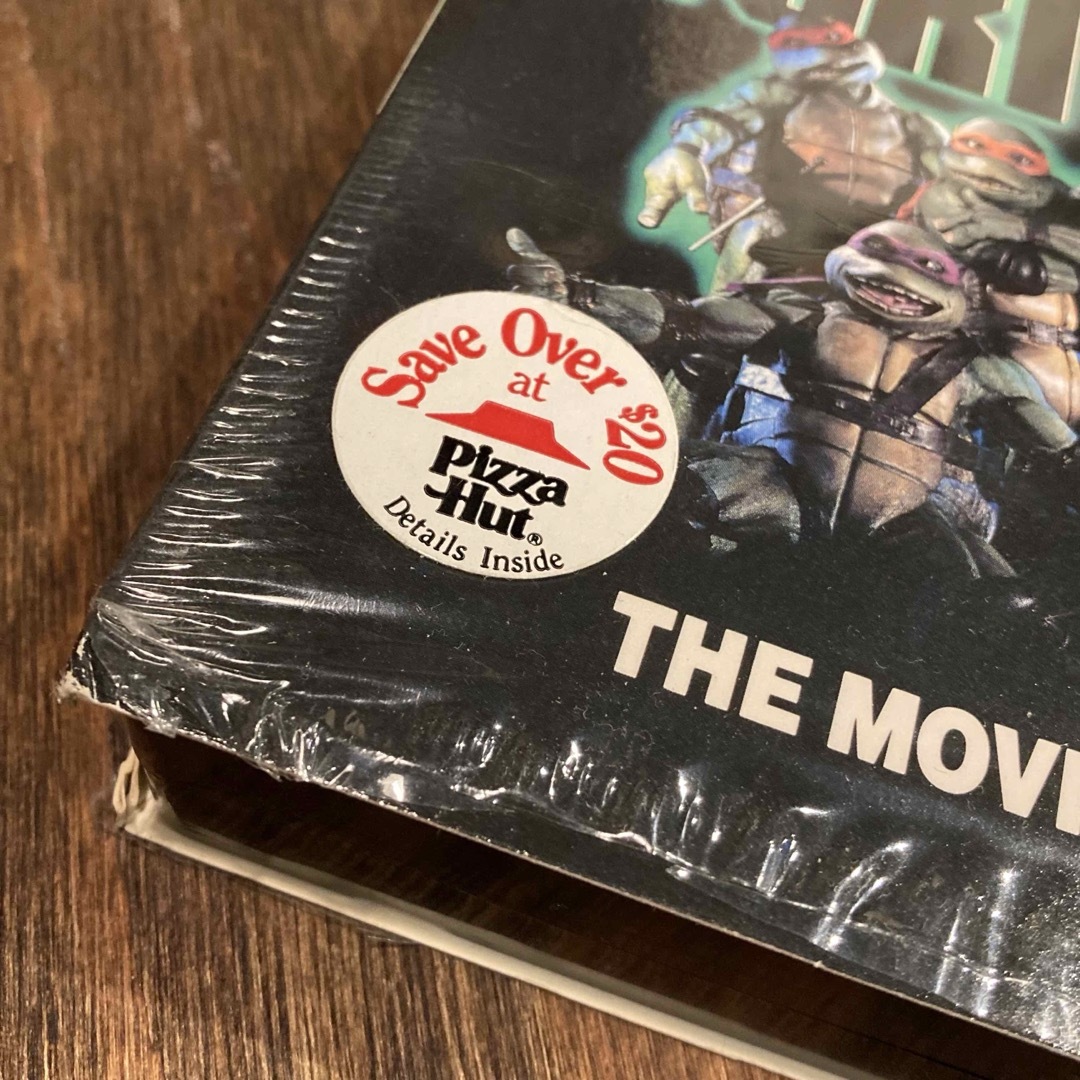 Save Over $20
at
Pizza
Hut®
Details Inside
THE MOVI